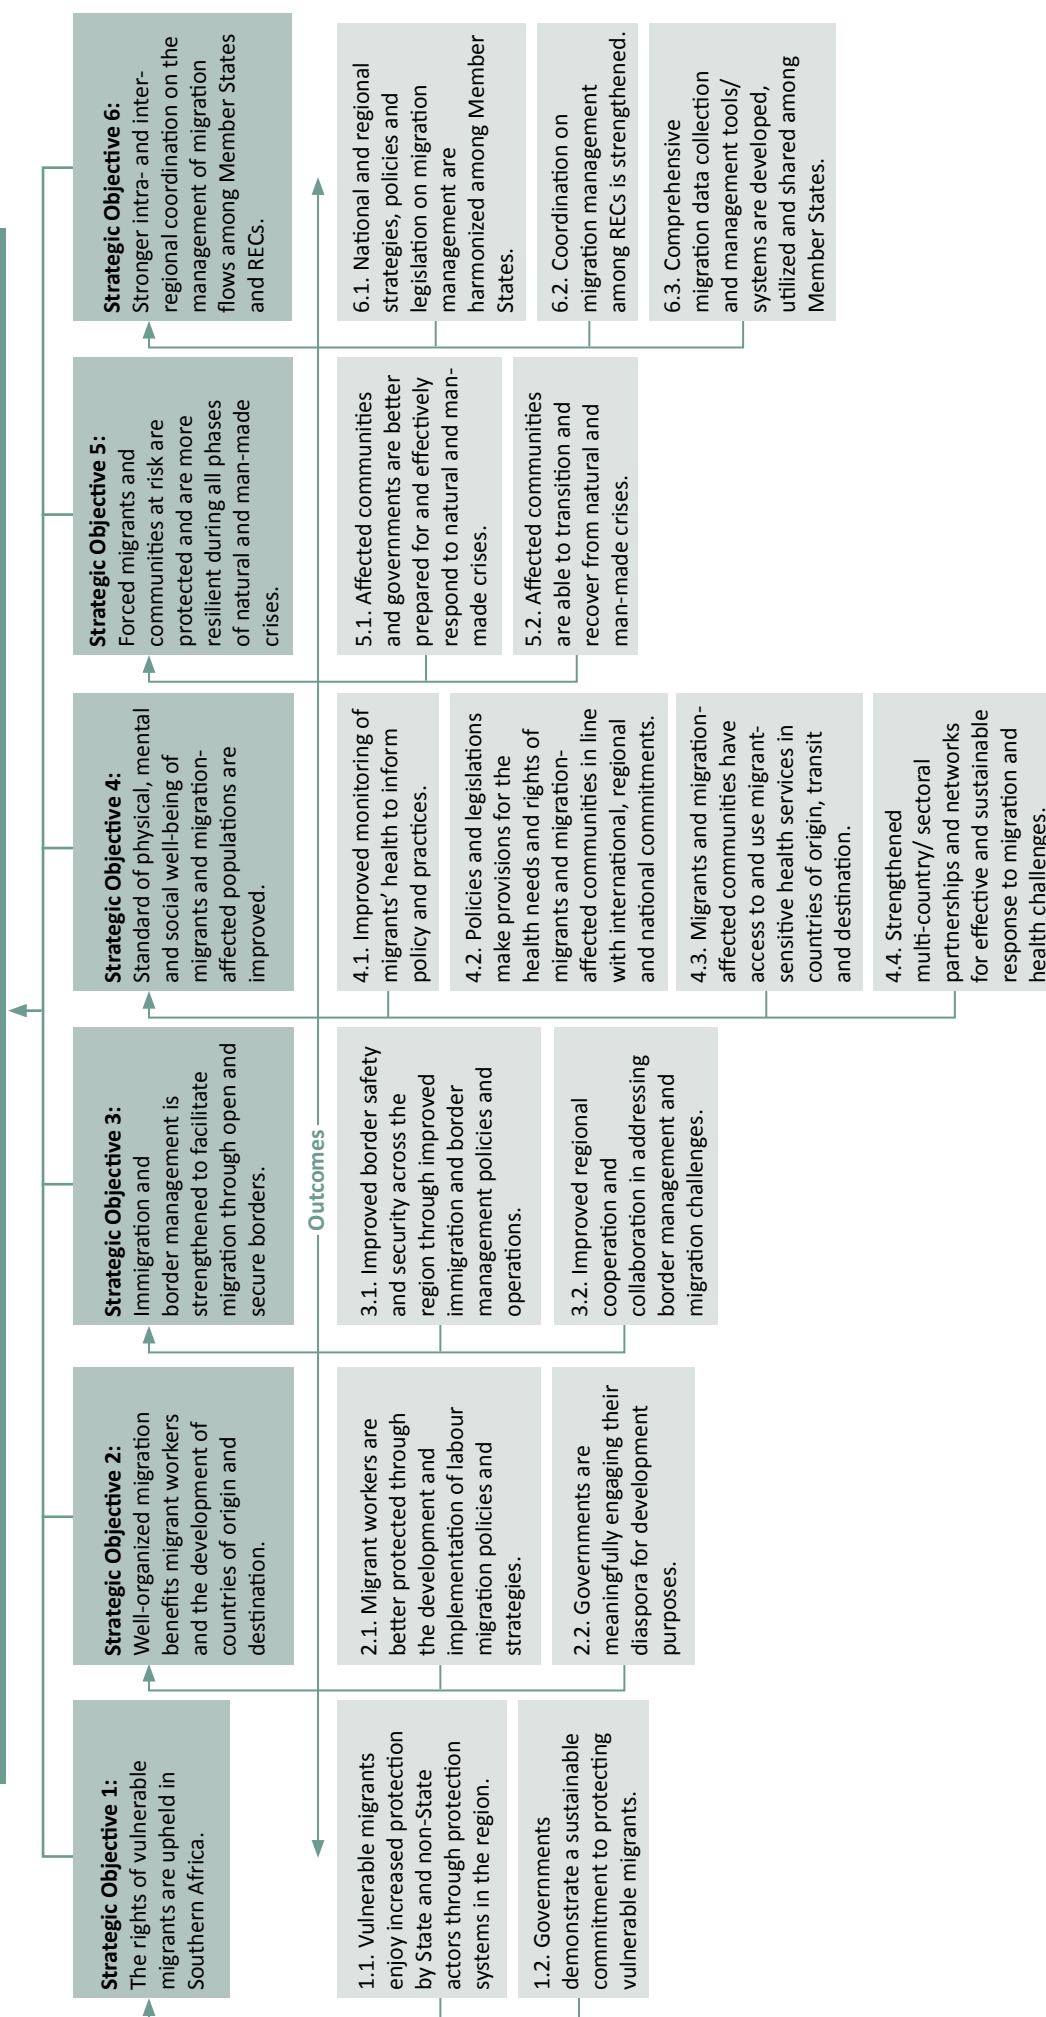 Strategic Objective 1:
The rights of vulnerable
migrants are upheld in
Southern Africa.
Strategic Objective 2:
Well-organized migration
benefits migrant workers
and the development of
countries of origin and
destination.
Strategic Objective 3:
Immigration and
border management is
strengthened to facilitate
migration through open and
secure borders.
Strategic Objective 4:
Standard of physical, mental
and social well-being of
migrants and migration-
affected populations are
improved.
Strategic Objective 5:
Forced migrants and
communities at risk are
protected and are more
resilient during all phases
of natural and man-made
crises.
Strategic Objective 6:
Stronger intra- and inter-
regional coordination on the
management of migration
flows among Member States
and RECs.
Outcomes
1.1. Vulnerable migrants
enjoy increased protection
by State and non-State
actors through protection
systems in the region.
1.2. Governments
demonstrate a sustainable
commitment to protecting
vulnerable migrants.
2.1. Migrant workers are
better protected through
the development and
implementation of labour
migration policies and
strategies.
2.2. Governments are
meaningfully engaging their
diaspora for development
purposes.
3.1. Improved border safety
and security across the
region through improved
immigration and border
management policies and
operations.
3.2. Improved regional
cooperation and
collaboration in addressing
border management and
migration challenges.
4.1. Improved monitoring of
migrants’ health to inform
policy and practices.
4.2. Policies and legislations
make provisions for the
health needs and rights of
migrants and migration-
affected communities in line
with international, regional
and national commitments.
4.3. Migrants and migration-
affected communities have
access to and use migrant-
sensitive health services in
countries of origin, transit
and destination.
4.4. Strengthened
multi-country/ sectoral
partnerships and networks
for effective and sustainable
response to migration and
health challenges.
5.1. Affected communities
and governments are better
prepared for and effectively
respond to natural and man-
made crises.
5.2. Affected communities
are able to transition and
recover from natural and
man-made crises.
6.1. National and regional
strategies, policies and
legislation on migration
management are
harmonized among Member
States.
6.2. Coordination on
migration management
among RECs is strengthened.
6.3. Comprehensive
migration data collection
and management tools/
systems are developed,
utilized and shared among
Member States.